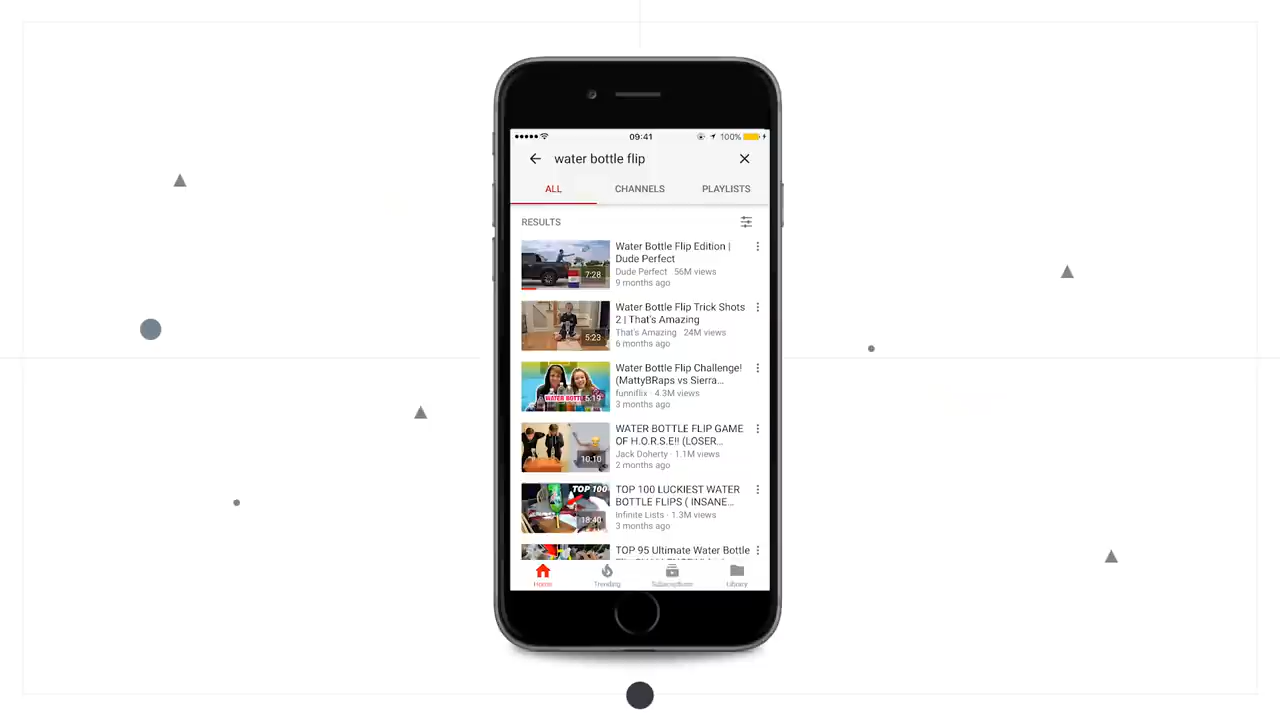 09:41
100%
water bottle flip
ALL CHANNELS PLAYLISTS
RESULTS
Water Bottle Flip Edition |
Dude Perfect
Dude Perfect 56M views
9 months ago
7:28
Water Bottle Flip Trick Shots
2 | That's Amazing
That's Amazing 24M views
6 months ago
5:23
Water Bottle Flip Challenge!
(MattyBRaps vs Sierra...
funniflix · 4.3M views
3 months ago
WATER BOTTLE
5:19
WATER BOTTLE FLIP GAME
OF H.O.R.S.E!! (LOSER...
Jack Doherty · 1.1M views
2 months ago
10:10
TOP 100 LUCKIEST WATER
BOTTLE FLIPS ( INSANE...
Infinite Lists · 1.3M views
3 months ago
TOP 100
18:40
TOP 95 Ultimate Water Bottle
Home Trending Subscriptions Library